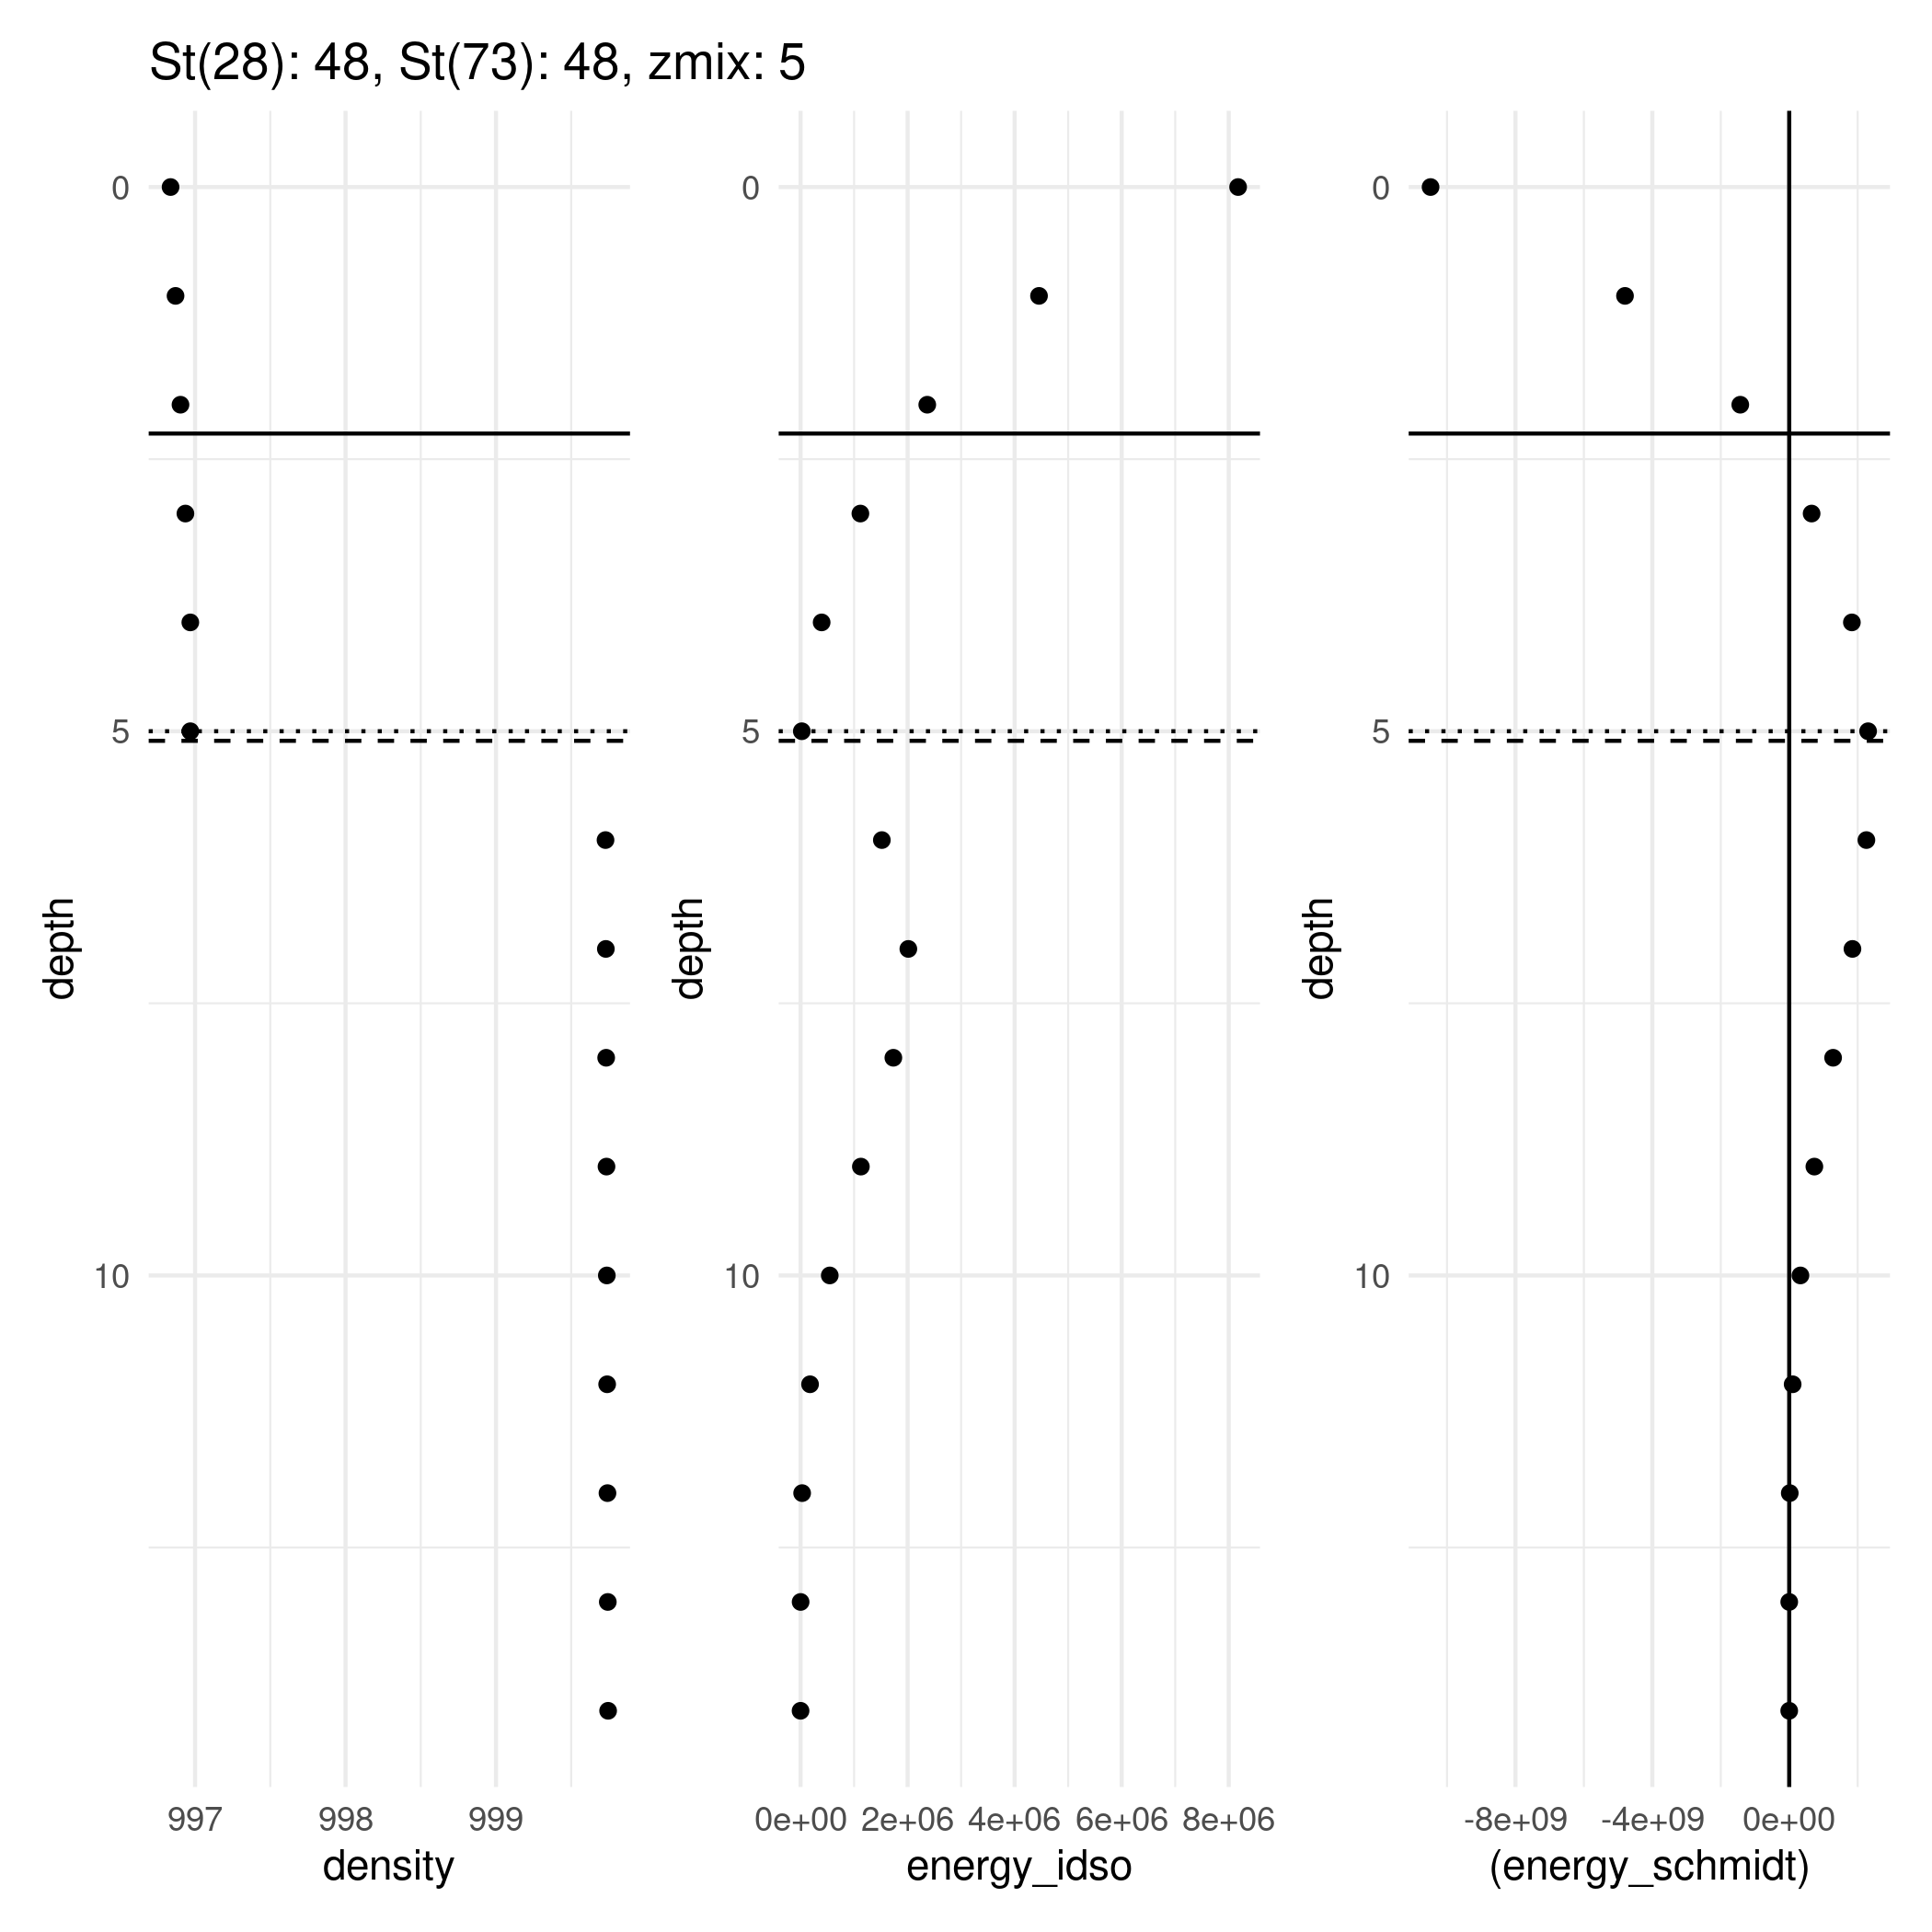 St(28): 48, St(73): 48, zmix: 5
depth
0
5
10
997 998 999
density
depth
0
5
10
0e+00 2e+06 4e+06 6e+06 8e+06
energy_idso
depth
0
5
10
-8e+09 -4e+09 0e+00
(energy_schmidt)